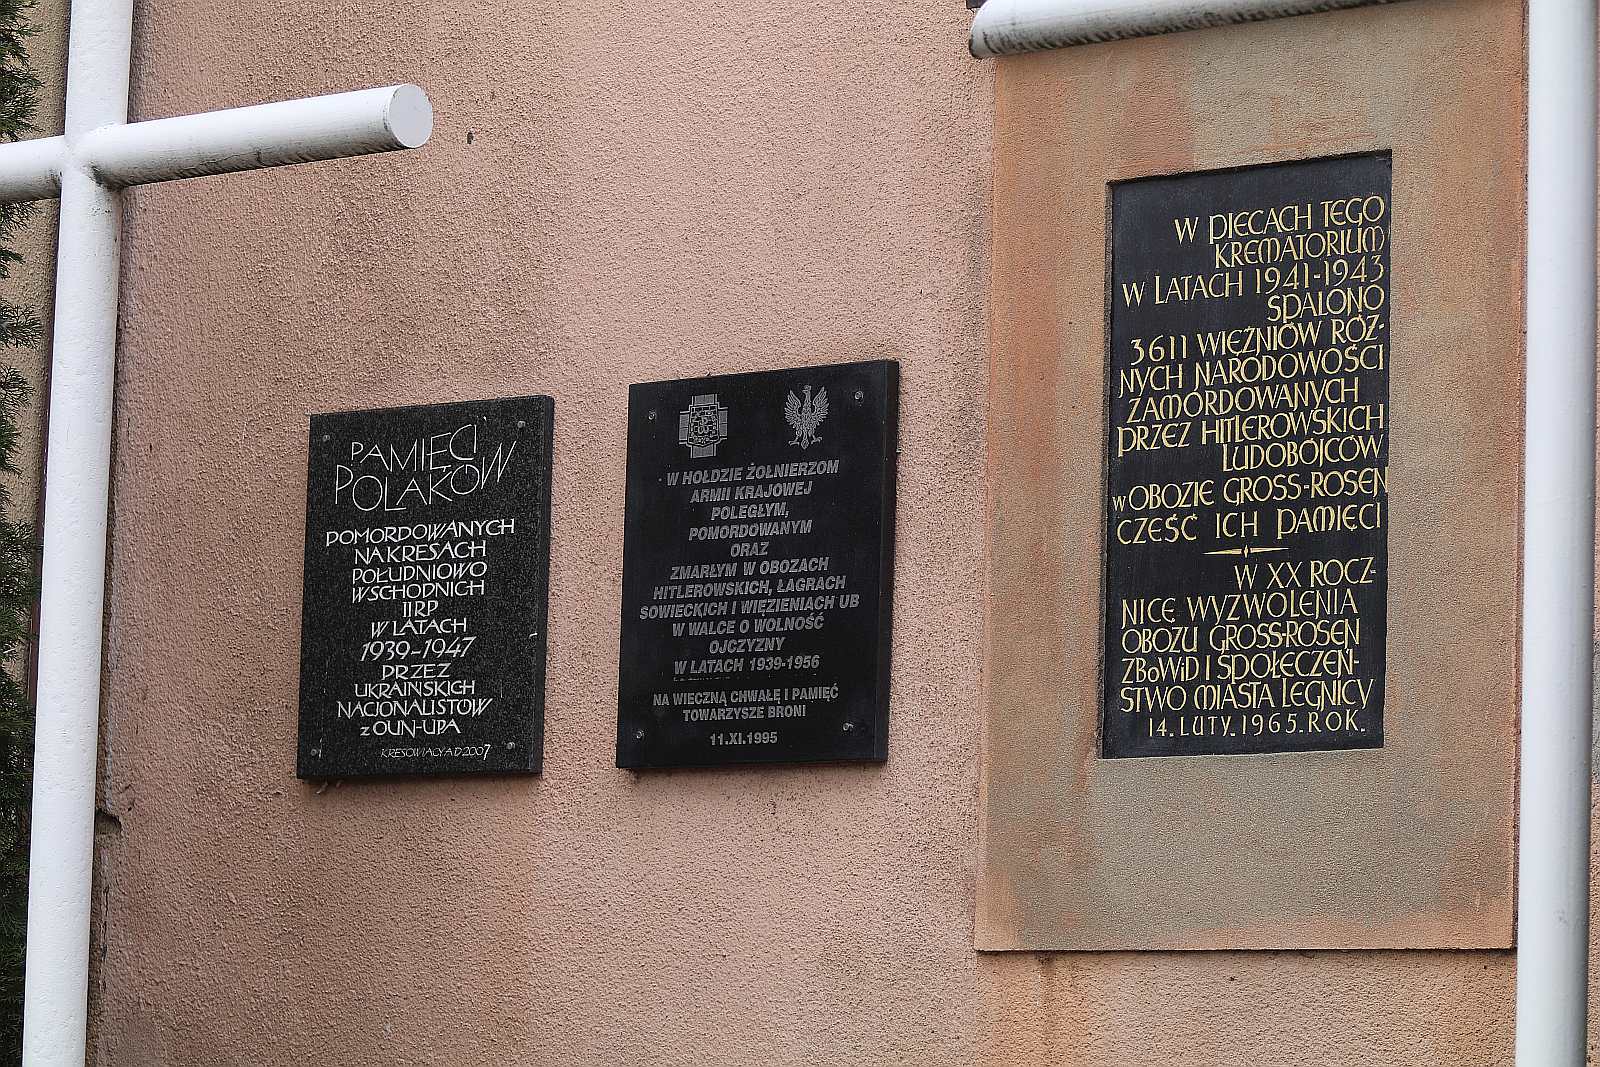 PAMIĘCI
POLAKÓW
POMORDOWANYCH
NA KRESACH
POŁUDNIOWO
WSCHODNICH
II RP
W LATACH
1939-1947
PRZEZ
UKRAIŃSKICH
NACJONALISTÓW
z OUN-UPA
KRESOWIACY A.D 2007
W HOŁDZIE ŻOŁNIERZOM
ARMII KRAJOWEJ
POLEGŁYM,
POMORDOWANYM
ORAZ
ZMARŁYM W OBOZACH
HITLEROWSKICH, ŁAGRACH
SOWIECKICH I WIĘZIENIACH UB
W WALCE O WOLNOŚĆ
OJCZYZNY
W LATACH 1939-1956
NA WIECZNĄ CHWAŁĘ I PAMIĘĆ
TOWARZYSZE BRONI
11.XI.1995
W PIECACH TEGO
KREMATORIUM
W LATACH 1941-1943
SPALONO
3611 WIĘŹNIÓW RÓŻ-
NYCH NARODOWOŚCI
ZAMORDOWANYCH
PRZEZ HITLEROWSKICH
LUDOBÓJCÓW
W OBOZIE GROSS-ROSEN
CZEŚĆ ICH PAMIĘCI
W XX ROCZ-
NICĘ WYZWOLENIA
OBOZU GROSS-ROSEN
ZBoWiD I SPOŁECZEŃ-
STWO MIASTA LEGNICY
14. LUTY. 1965. ROK.